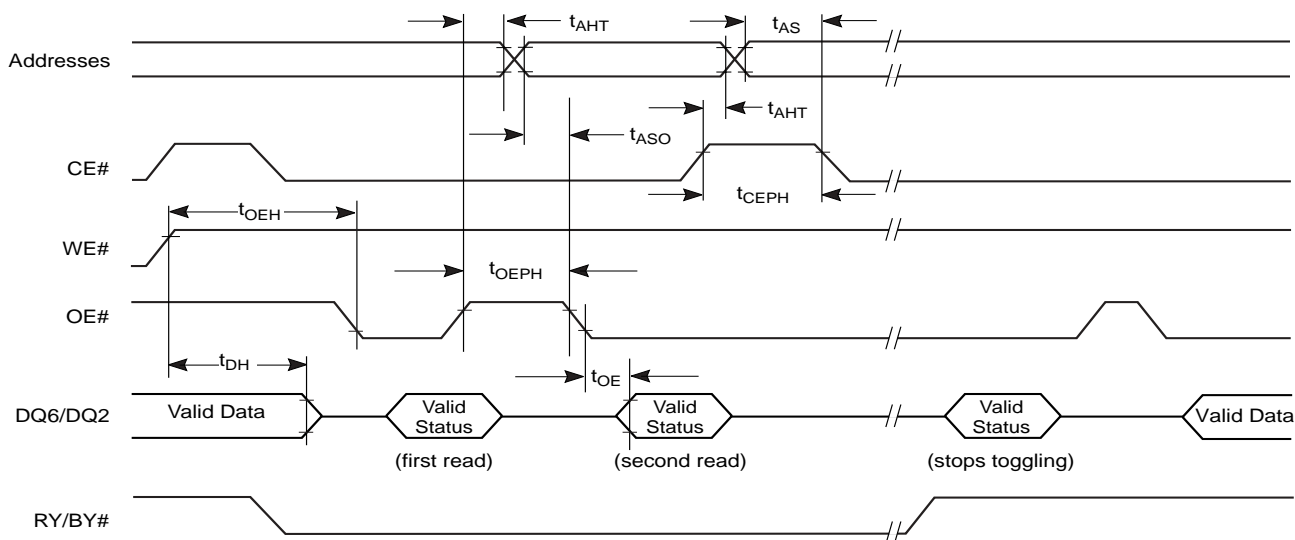 tAHT
tAS
Addresses
tAHT
tASO
CE#
tCEPH
tOEH
WE#
tOEPH
OE#
tDH
tOE
DQ6/DQ2
Valid Data
Valid
Status
Valid
Status
Valid
Status
Valid Data
(first read)
(second read)
(stops toggling)
RY/BY#